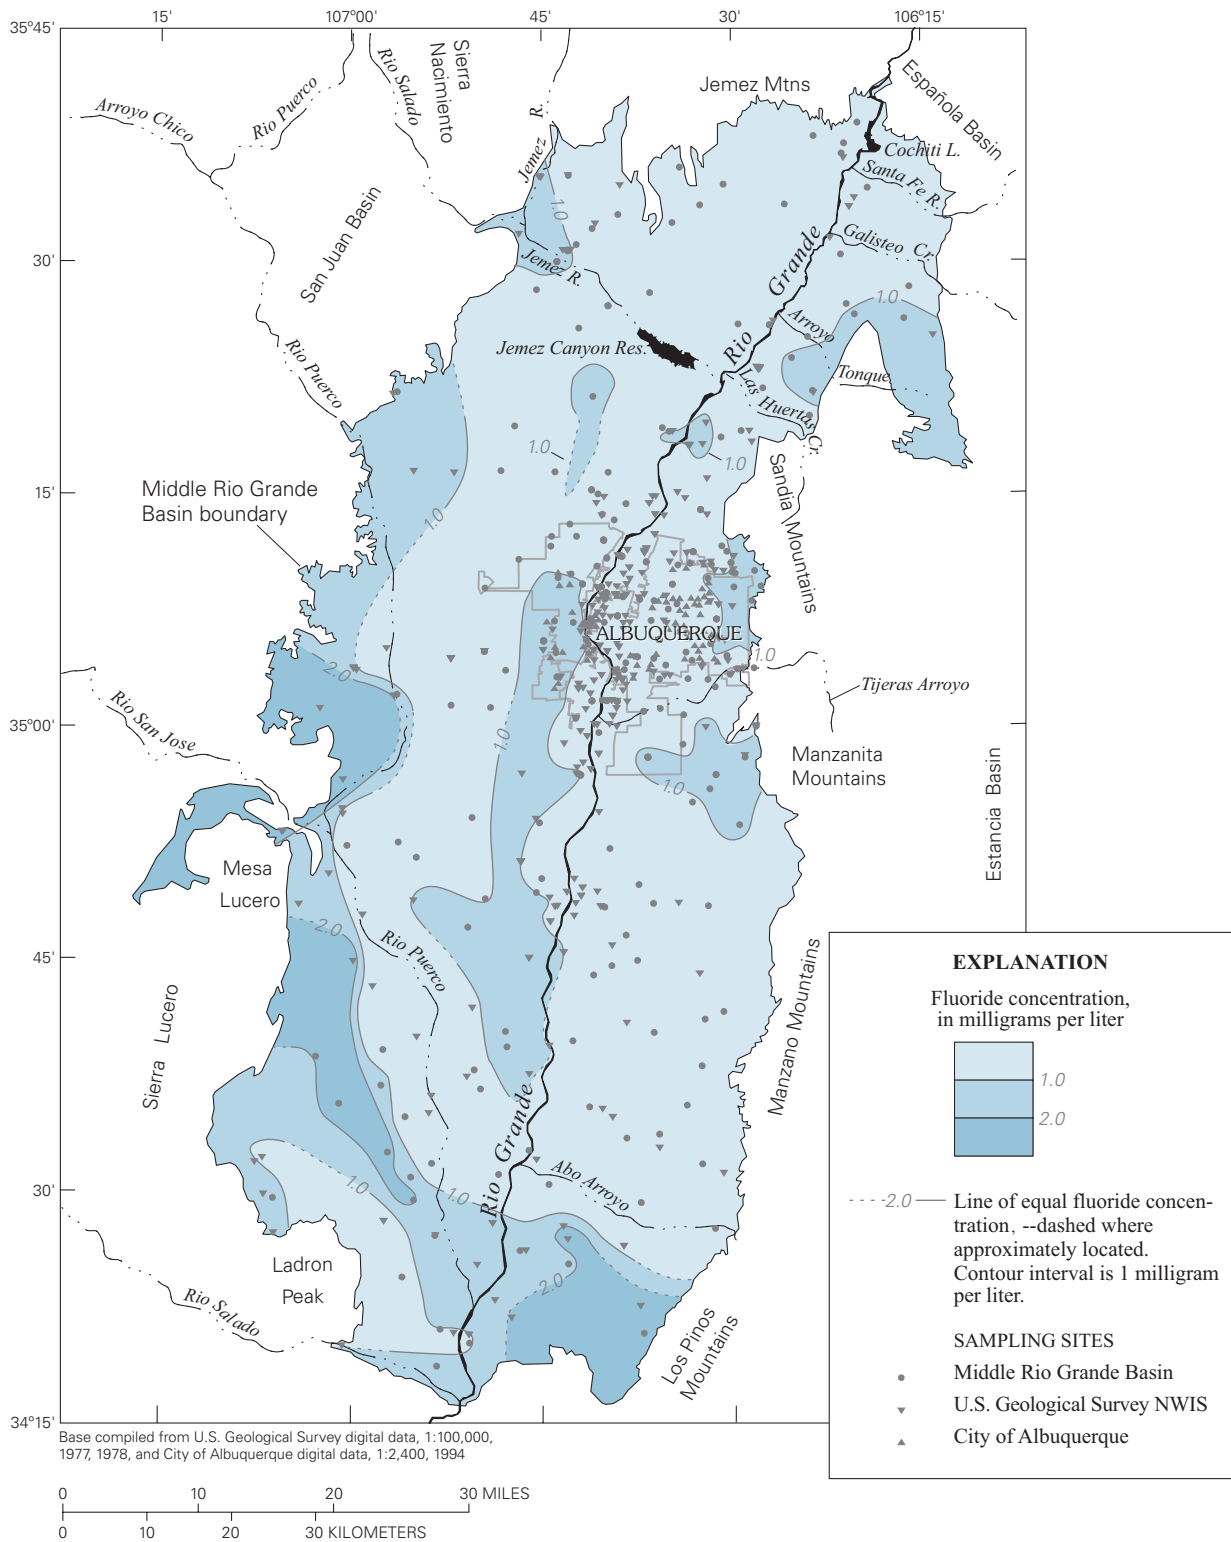 15'
107°00'
45'
30'
106°15'
35°45'
30'
15'
35°00'
45'
30'
34°15'
Arroyo Chico
Rio Puerco
Rio Salado
Sierra
Nacimiento
Jemez R.
Jemez Mtns
Española Basin
Cochiti L.
Santa Fe R.
Galisteo Cr.
San Juan Basin
1.0
Jemez R.
Rio Grande
1.0
Arroyo
Tonque
Rio Puerco
Jemez Canyon Res.
Las Huertas Cr.
1.0
1.0
Sandia Mountains
Middle Rio Grande
Basin boundary
1.0
ALBUQUERQUE
1.0
2.0
Tijeras Arroyo
Rio San Jose
1.0
1.0
Manzanita
Mountains
Estancia Basin
Mesa
Lucero
2.0
Rio Puerco
Sierra Lucero
Manzano Mountains
Rio Grande
Abo Arroyo
1.0
1.0
Ladron
Peak
2.0
Rio Salado
Los Pinos
Mountains
EXPLANATION
Fluoride concentration,
in milligrams per liter
1.0
2.0
2.0 Line of equal fluoride concen-
tration, --dashed where
approximately located.
Contour interval is 1 milligram
per liter.
SAMPLING SITES
Middle Rio Grande Basin
U.S. Geological Survey NWIS
City of Albuquerque
Base compiled from U.S. Geological Survey digital data, 1:100,000,
1977, 1978, and City of Albuquerque digital data, 1:2,400, 1994
0 10 20 30 MILES
0 10 20 30 KILOMETERS